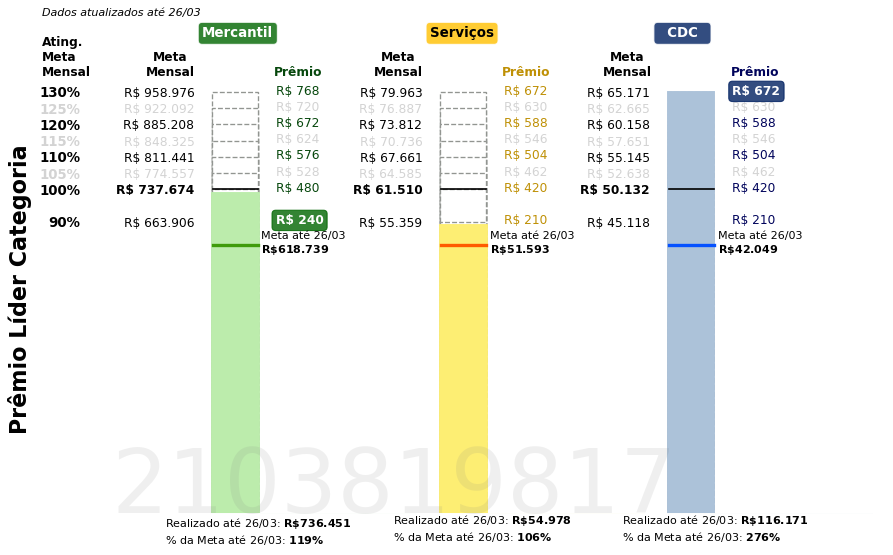 Dados atualizados até 26/03
Mercantil Serviços CDC
Ating. Meta Mensal Meta Mensal Prêmio Meta Mensal Prêmio Meta Mensal Prêmio
130% R$ 958.976 R$ 768 R$ 79.963 R$ 672 R$ 65.171 R$ 672
125% R$ 922.092 R$ 720 R$ 76.887 R$ 630 R$ 62.665 R$ 630
120% R$ 885.208 R$ 672 R$ 73.812 R$ 588 R$ 60.158 R$ 588
115% R$ 848.325 R$ 624 R$ 70.736 R$ 546 R$ 57.651 R$ 546
110% R$ 811.441 R$ 576 R$ 67.661 R$ 504 R$ 55.145 R$ 504
105% R$ 774.557 R$ 528 R$ 64.585 R$ 462 R$ 52.638 R$ 462
100% R$ 737.674 R$ 480 R$ 61.510 R$ 420 R$ 50.132 R$ 420
90% R$ 663.906 R$ 240 R$ 55.359 R$ 210 R$ 45.118 R$ 210
Meta até 26/03 Meta até 26/03 Meta até 26/03
R$618.739 R$51.593 R$42.049
Prêmio Líder Categoria
2103819817
Realizado até 26/03: R$736.451 Realizado até 26/03: R$54.978 Realizado até 26/03: R$116.171
% da Meta até 26/03: 119% % da Meta até 26/03: 106% % da Meta até 26/03: 276%